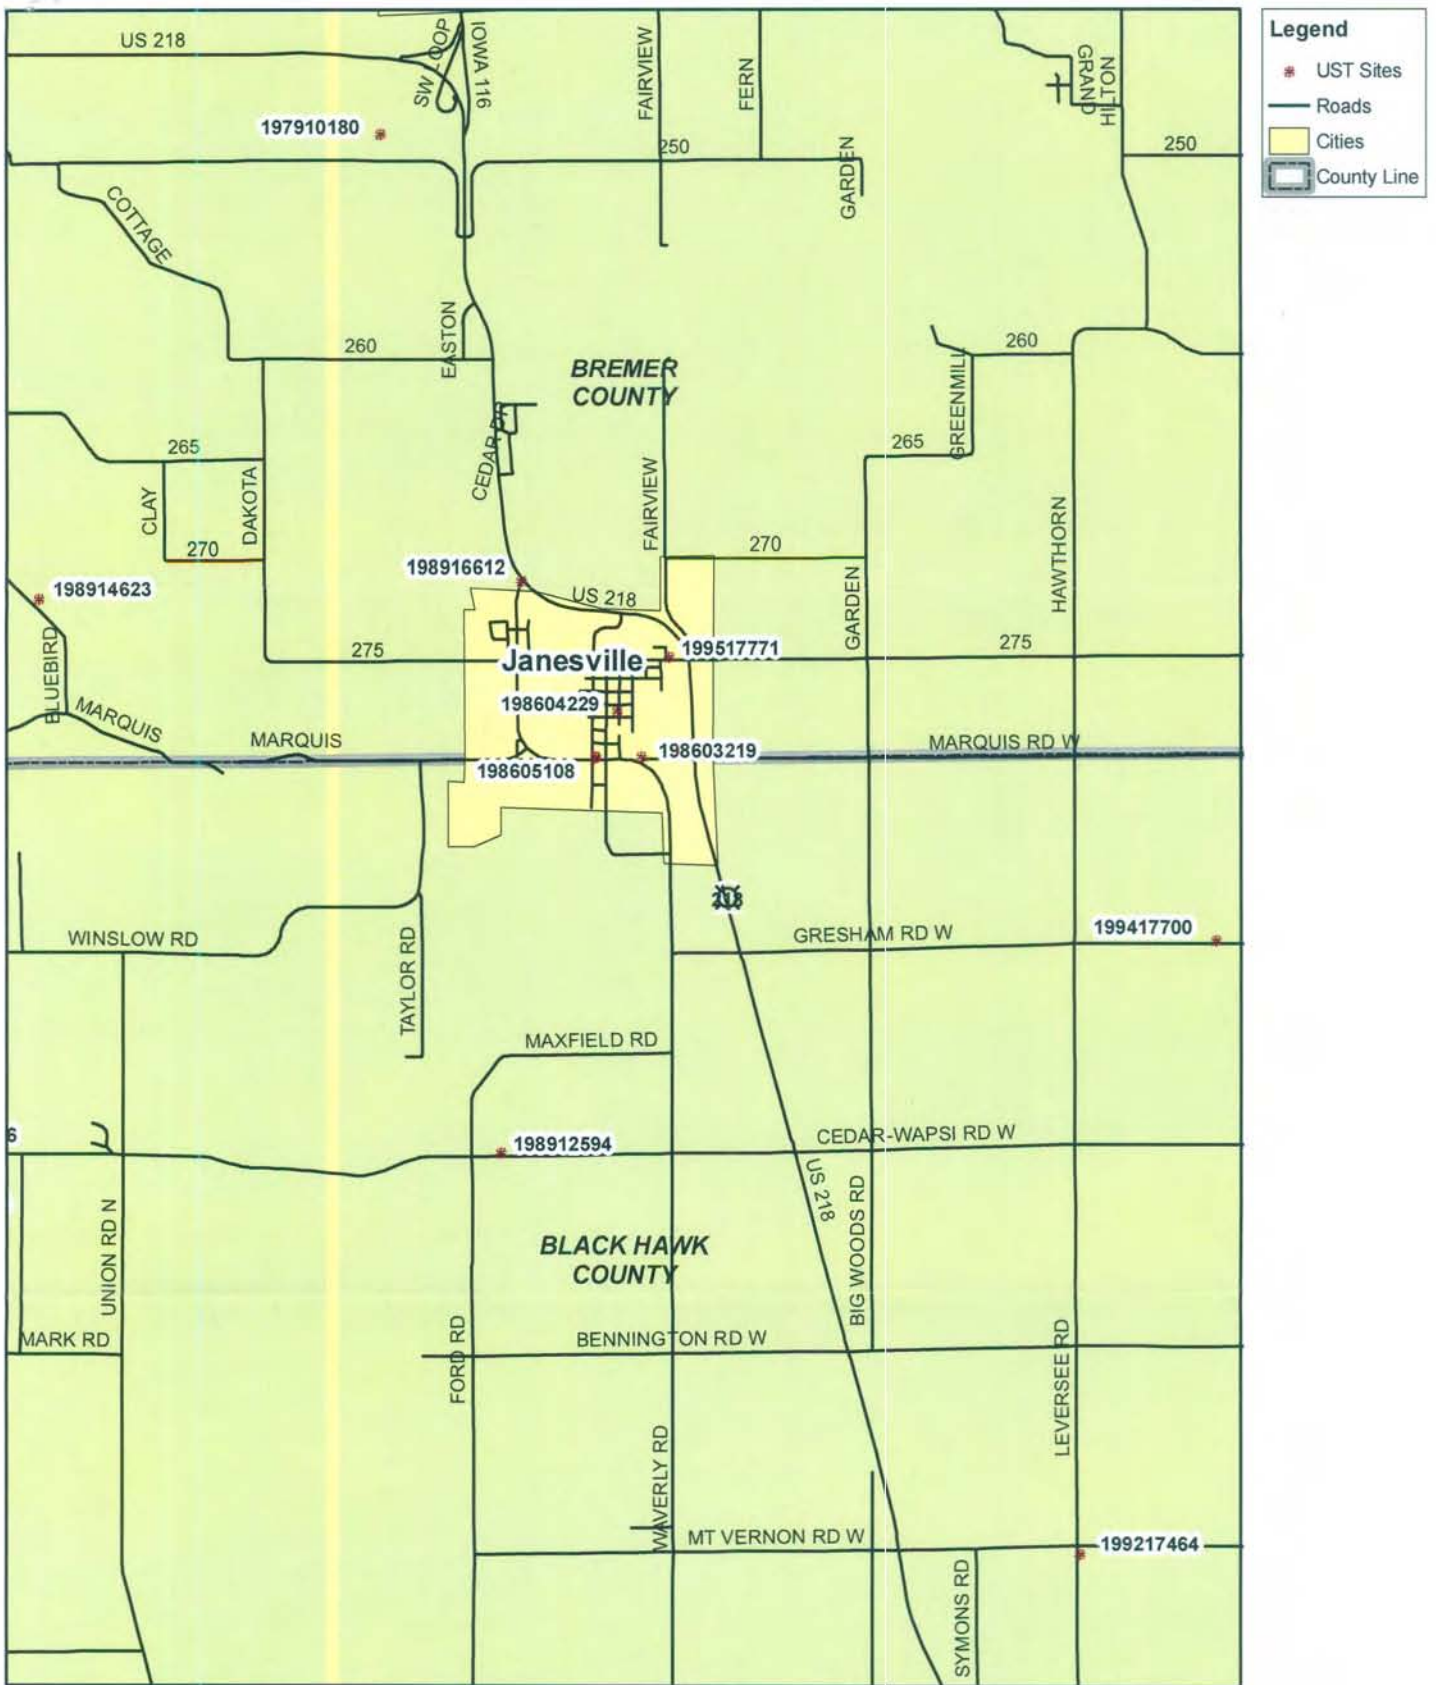 Legend
UST Sites
Roads
Cities
County Line
US 218
SW LOOP
IOWA 116
FAIRVIEW
FERN
GRAND
HILTON
197910180
250
GARDEN
250
COTTAGE
EASTON
260
260
BREMER
COUNTY
GREENMILL
CEDAR DR
265
265
CLAY
DAKOTA
FAIRVIEW
HAWTHORN
270
270
198916612
198914623
US 218
GARDEN
BLUEBIRD
275
Janesville
199517771
275
198604229
MARQUIS
MARQUIS
MARQUIS RD W
198603219
198605108
218
WINSLOW RD
TAYLOR RD
GRESHAM RD W
199417700
MAXFIELD RD
6
198912594
CEDAR-WAPSI RD W
US 218
UNION RD N
BIG WOODS RD
BLACK HAWK
COUNTY
MARK RD
FORD RD
BENNINGTON RD W
LEVERSEE RD
WAVERLY RD
MT VERNON RD W
199217464
SYMONS RD